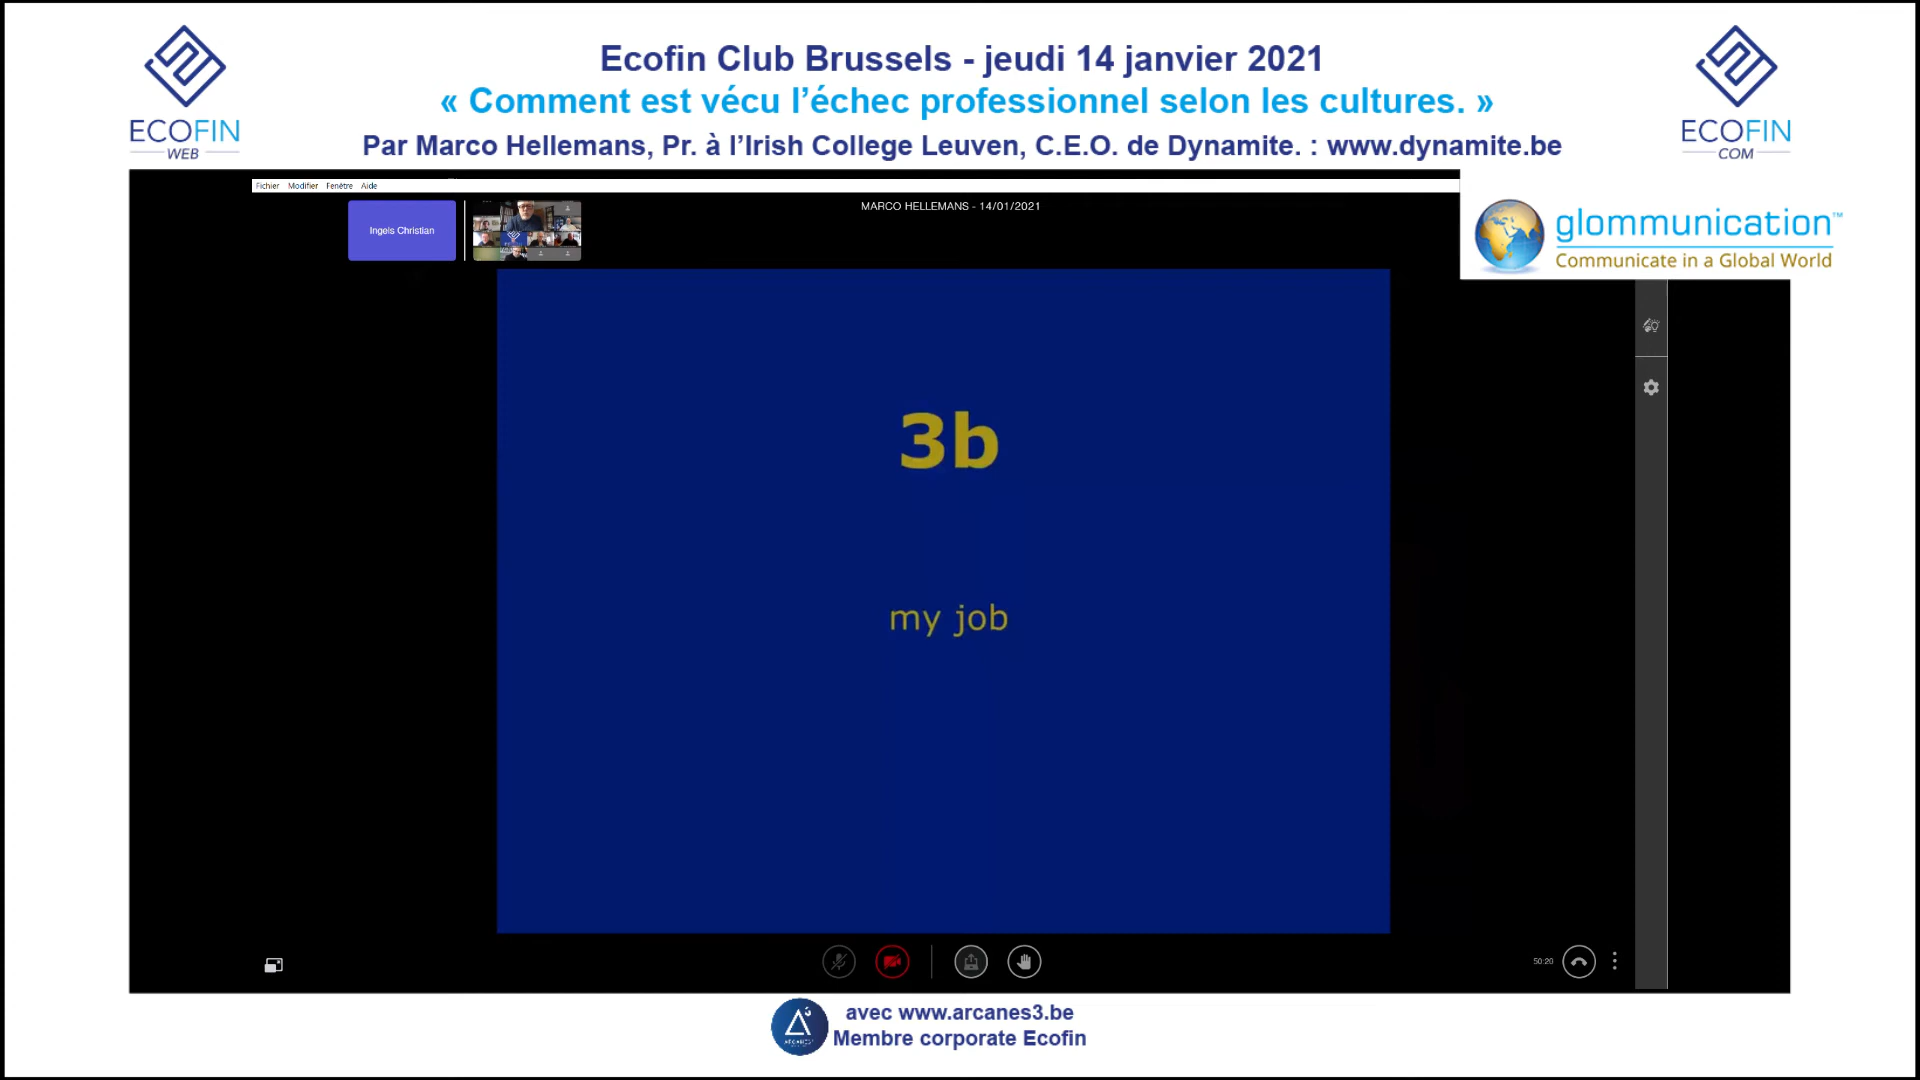 Ecofin Club Brussels - jeudi 14 janvier 2021
« Comment est vécu l’échec professionnel selon les cultures. »
Par Marco Hellemans, Pr. à l’Irish College Leuven, C.E.O. de Dynamite. : www.dynamite.be
ECOFIN
WEB
ECOFIN
COM
Fichier Modifier Fenêtre Aide
MARCO HELLEMANS - 14/01/2021
Ingels Christian
glommunication™
Communicate in a Global World
3b
my job
50:20
ARCANES³
avec www.arcanes3.be
Membre corporate Ecofin